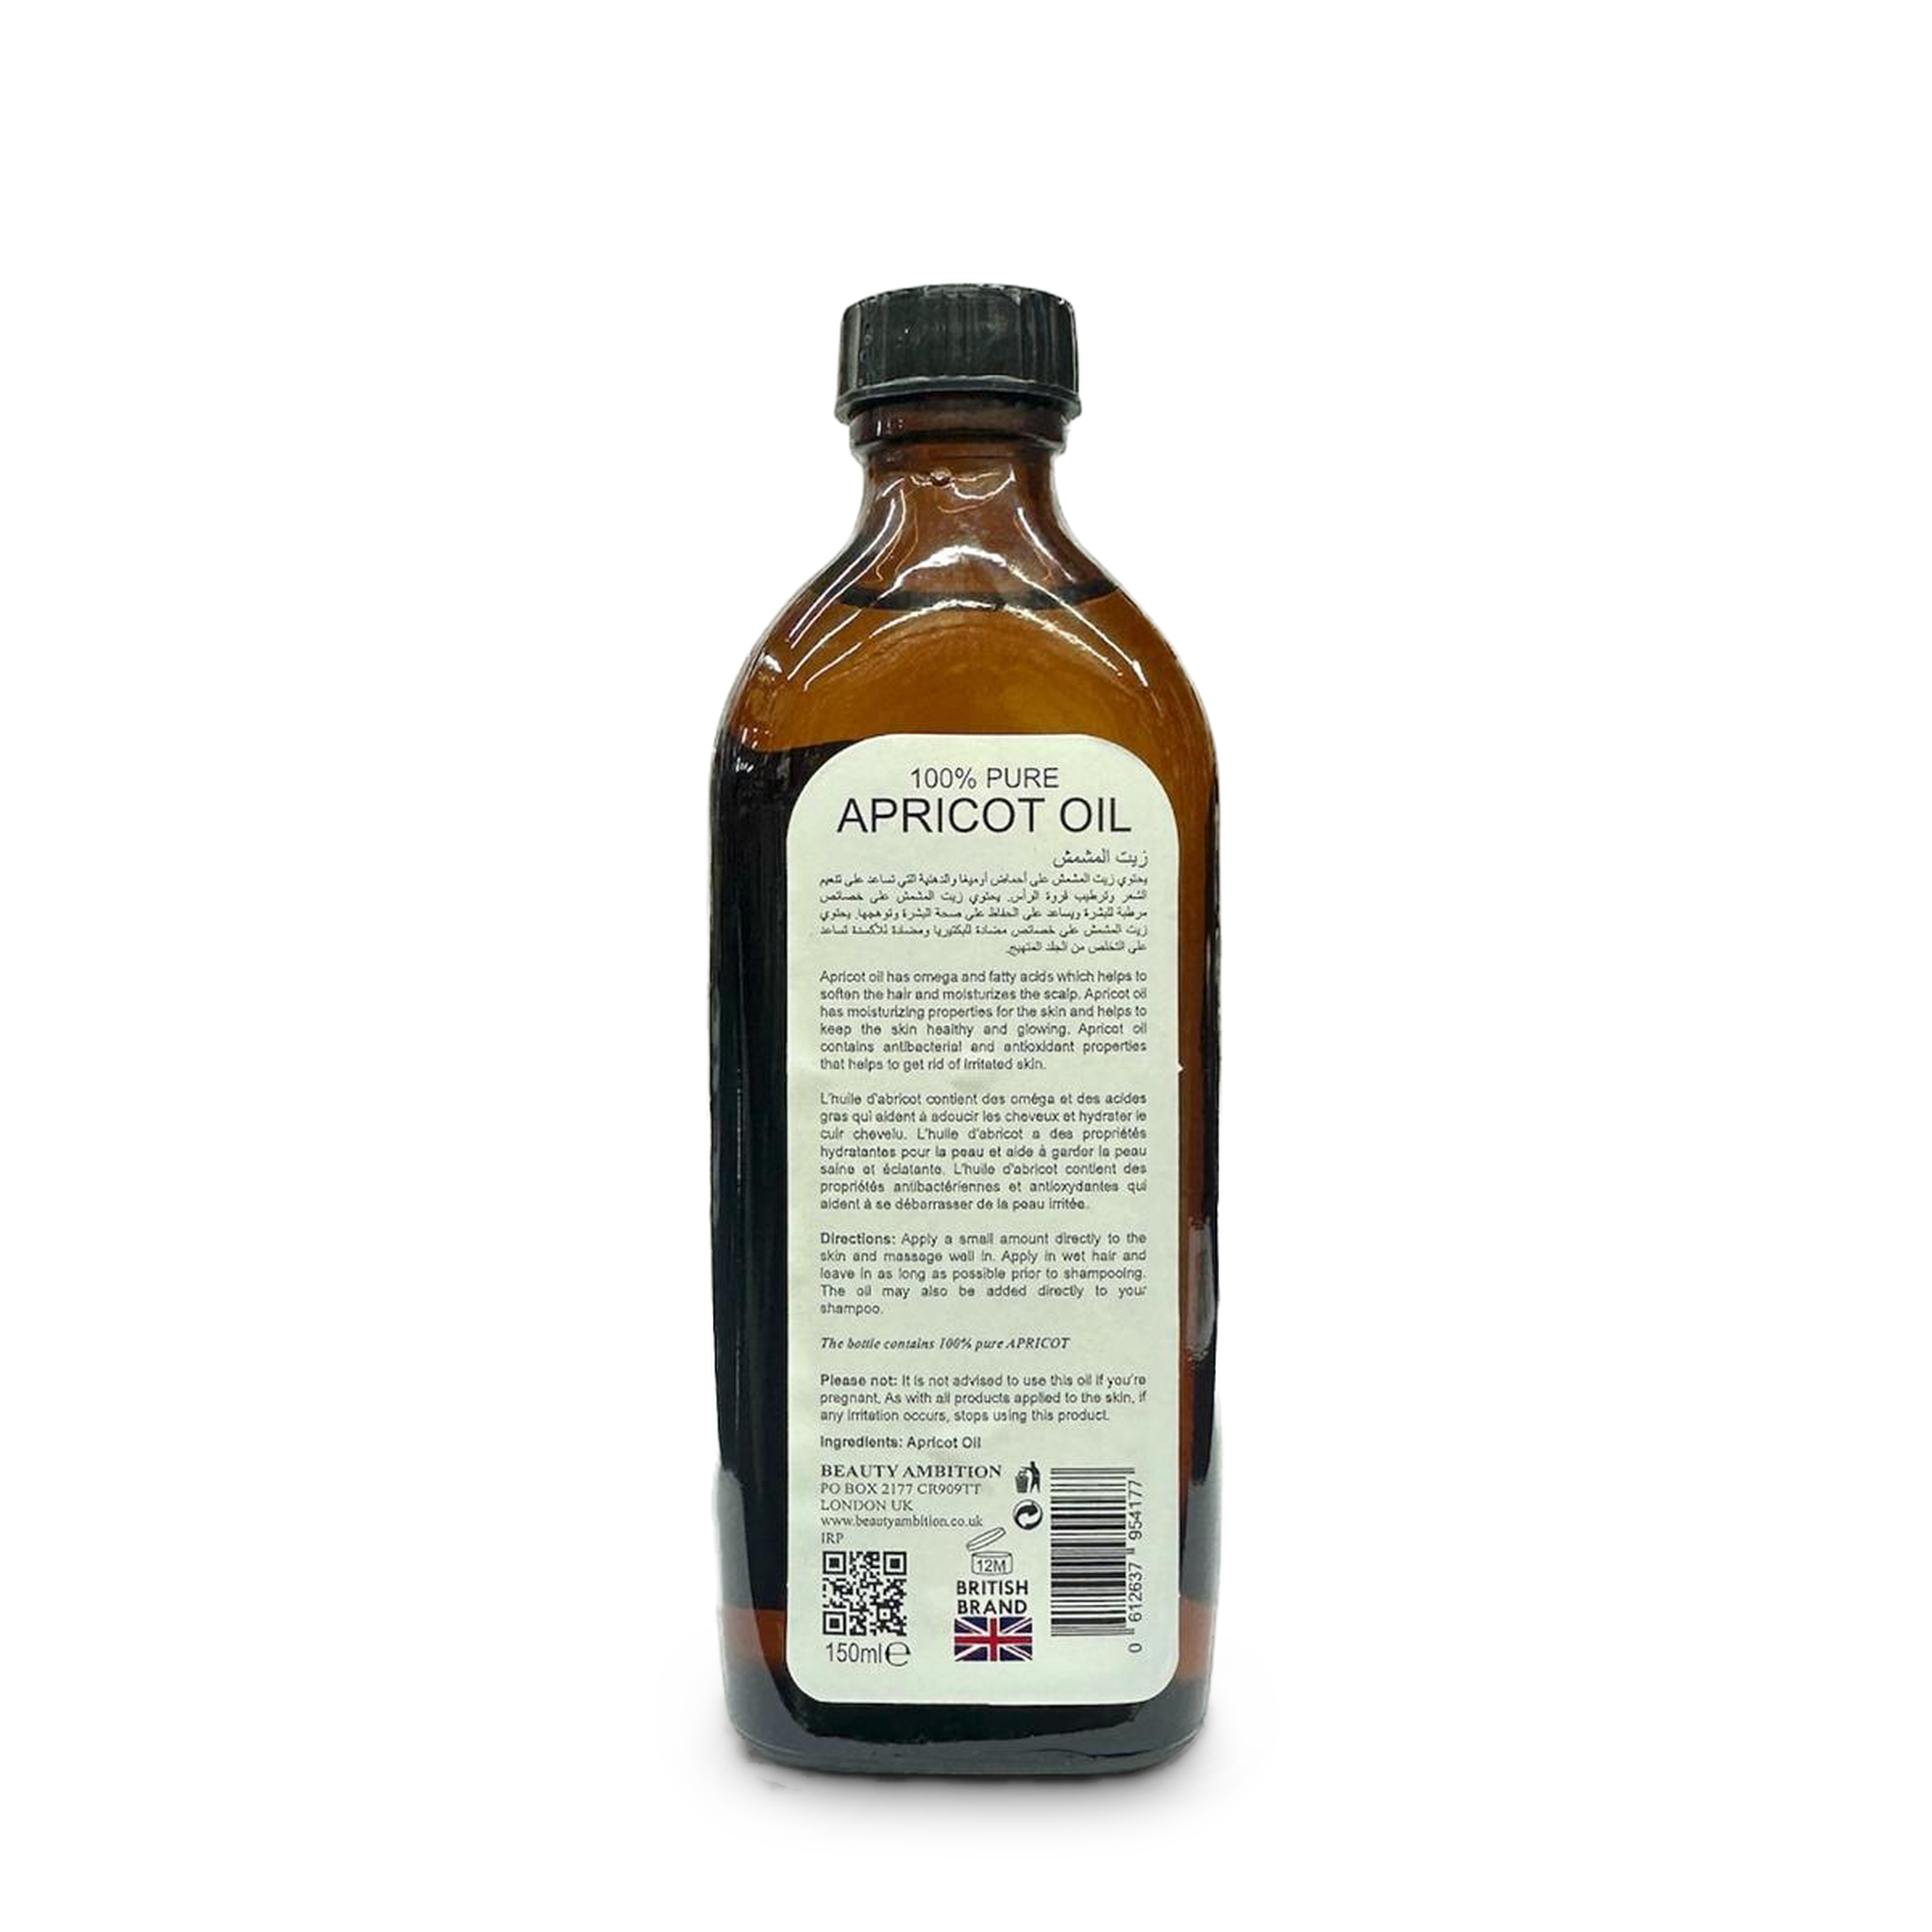 100% PURE
APRICOT OIL
زيت المشمش
يحتوي زيت المشمش على أحماض أوميغا والدهنية التي تساعد على تنعيم
الشعر وترطيب فروة الرأس. يحتوي زيت المشمش على خصائص
مرطبة للبشرة ويساعد على الحفاظ على صحة البشرة وتوهجها. يحتوي
زيت المشمش على خصائص مضادة للبكتيريا ومضادة للأكسدة تساعد
على التخلص من الجلد المتهيج.
Apricot oil has omega and fatty acids which helps to
soften the hair and moisturizes the scalp. Apricot oil
has moisturizing properties for the skin and helps to
keep the skin healthy and glowing. Apricot oil
contains antibacterial and antioxidant properties
that helps to get rid of irritated skin.
L'huile d'abricot contient des oméga et des acides
gras qui aident à adoucir les cheveux et hydrater le
cuir chevelu. L'huile d'abricot a des propriétés
hydratantes pour la peau et aide à garder la peau
saine et éclatante. L'huile d'abricot contient des
propriétés antibactériennes et antioxydantes qui
aident à se débarrasser de la peau irritée.
Directions: Apply a small amount directly to the
skin and massage well in. Apply in wet hair and
leave in as long as possible prior to shampooing.
The oil may also be added directly to your
shampoo.
The bottle contains 100% pure APRICOT
Please not: It is not advised to use this oil if you're
pregnant. As with all products applied to the skin, if
any irritation occurs, stops using this product.
Ingredients: Apricot Oil
BEAUTY AMBITION
PO BOX 2177 CR909TT
LONDON UK
www.beautyambition.co.uk
IRP
12M
BRITISH
BRAND
150ml℮
0 612637 954177